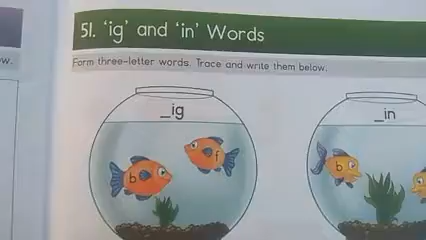 51. 'ig' and 'in' Words
Form three-letter words. Trace and write them below.
_ig
_in
b
f
b